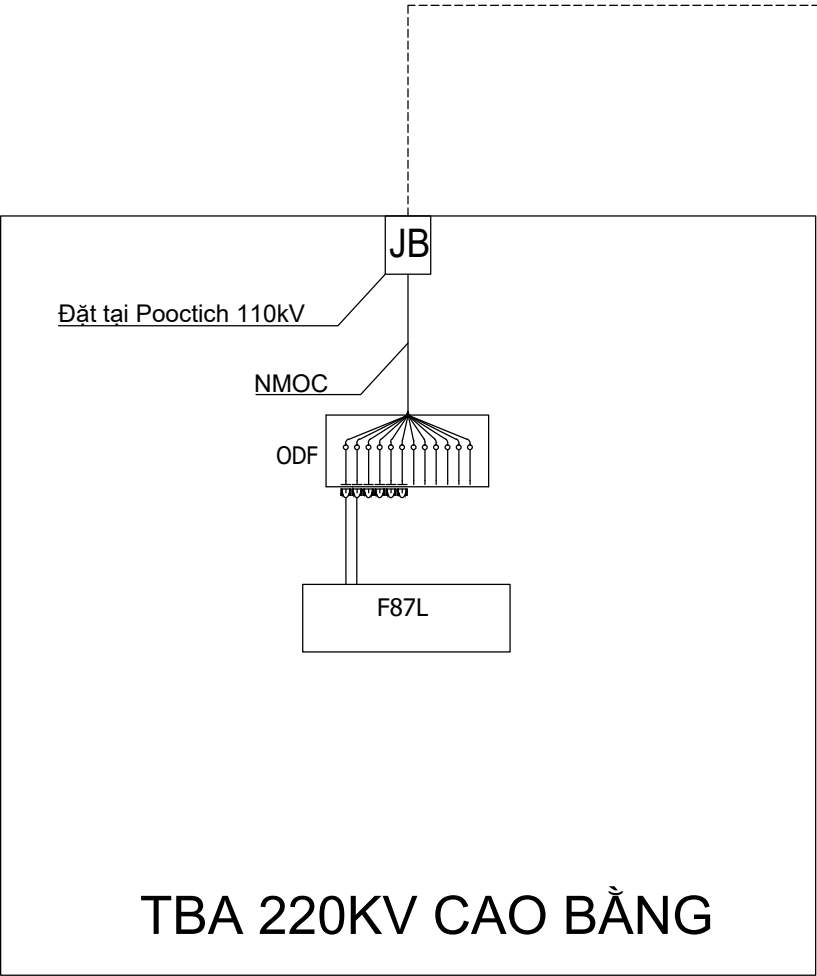 JB
Đặt tại Pooctich 110kV
NMOC
ODF
F87L
TBA 220KV CAO BẰNG